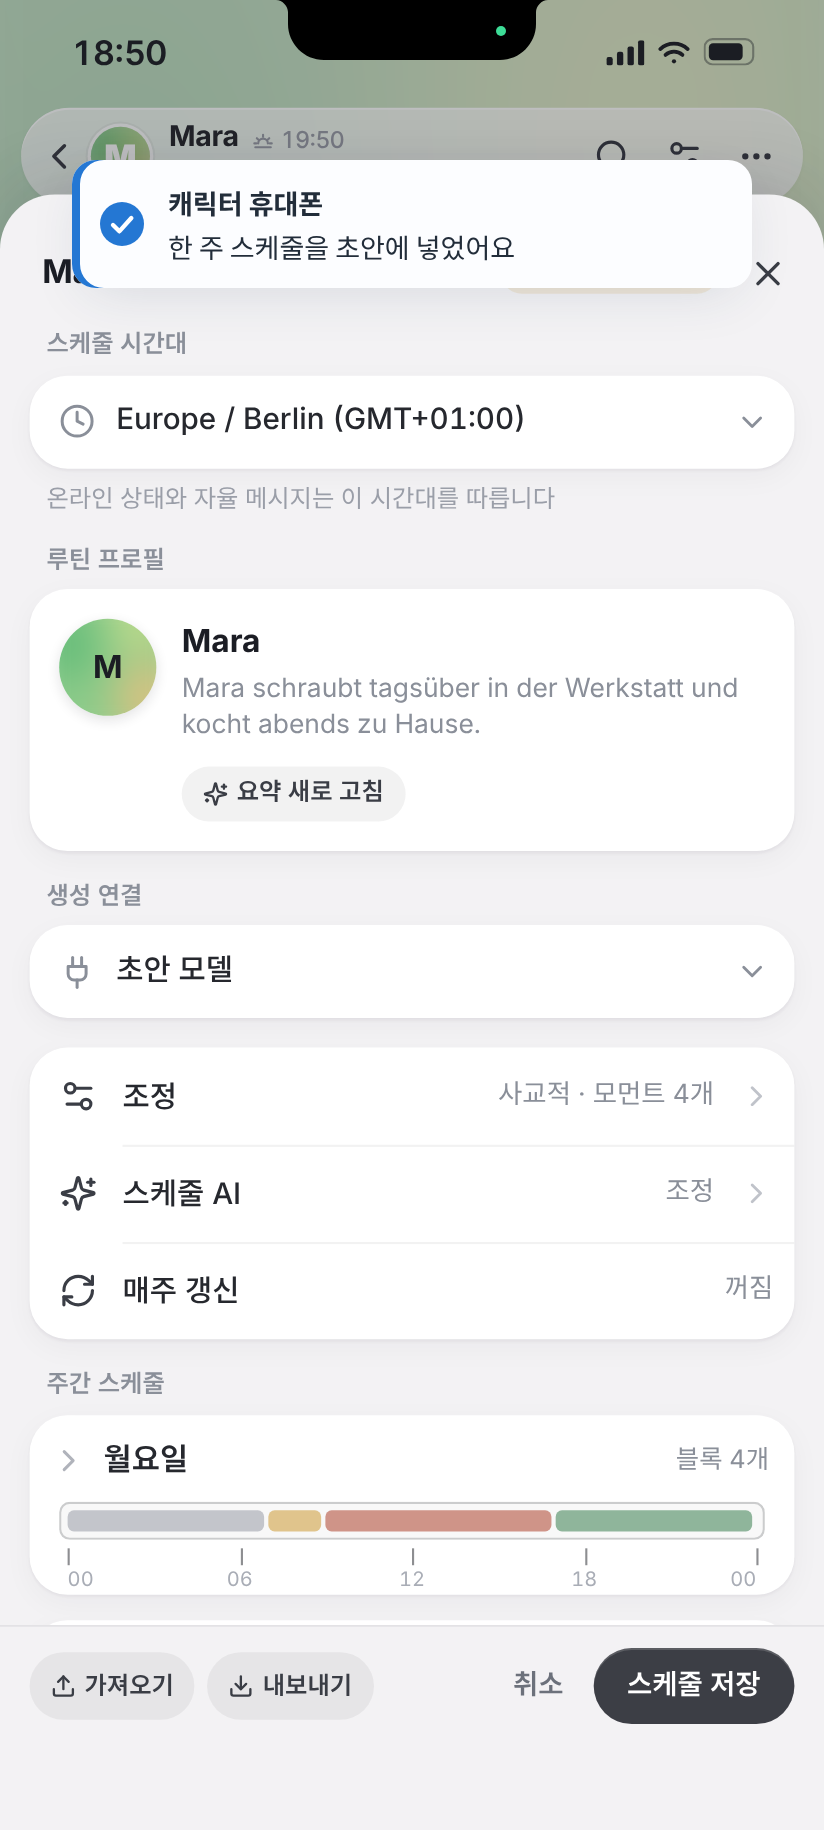 18:50
Mara 19:50
M
캐릭터 휴대폰
한 주 스케줄을 초안에 넣었어요
스케줄 시간대
Europe / Berlin (GMT+01:00)
온라인 상태와 자율 메시지는 이 시간대를 따릅니다
루틴 프로필
M
Mara
Mara schraubt tagsüber in der Werkstatt und
kocht abends zu Hause.
요약 새로 고침
생성 연결
초안 모델
조정 사교적 · 모먼트 4개
스케줄 AI 조정
매주 갱신 꺼짐
주간 스케줄
월요일 블록 4개
00 06 12 18 00
가져오기 내보내기 취소 스케줄 저장